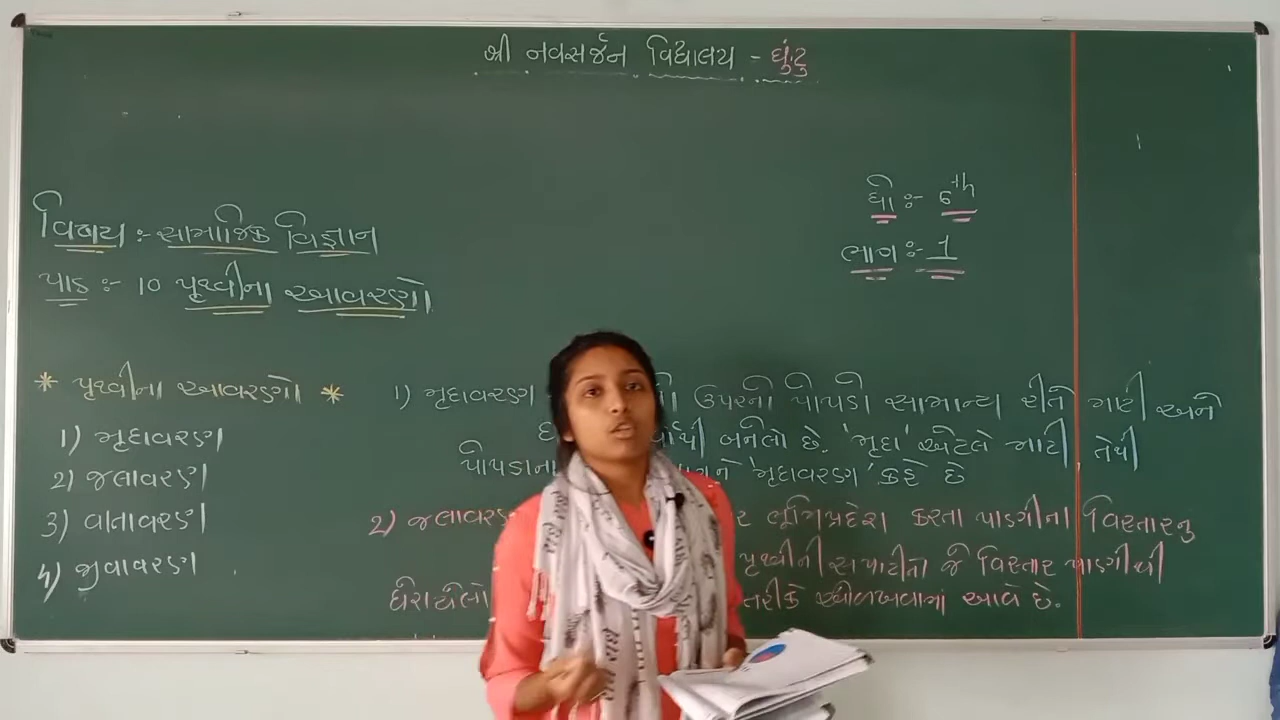 શ્રી નવસર્જન વિદ્યાલય - ઘુંટુ
ધો :- 6th
વિષય :- સામાજિક વિજ્ઞાન
ભાગ :- 1
પાઠ :- 10 પૃથ્વીના આવરણો
* પૃથ્વીના આવરણો *
1) મૃદાવરણ
2) જલાવરણ
3) વાતાવરણ
4) જીવાવરણ
1) મૃદાવરણ ઉપરનો પોપડો સામાન્ય રીતે માટી અને
બનેલો છે. 'મૃદા' એટલે માટી તેથી
પોપડાના 'મૃદાવરણ' કહે છે
2) જલાવરણ ભૂમિપ્રદેશ કરતા પાણીના વિસ્તારનુ
પૃથ્વીની સપાટીના જે વિસ્તાર પાણીથી
ઘેરાયેલો તરીકે ઓળખવામાં આવે છે.